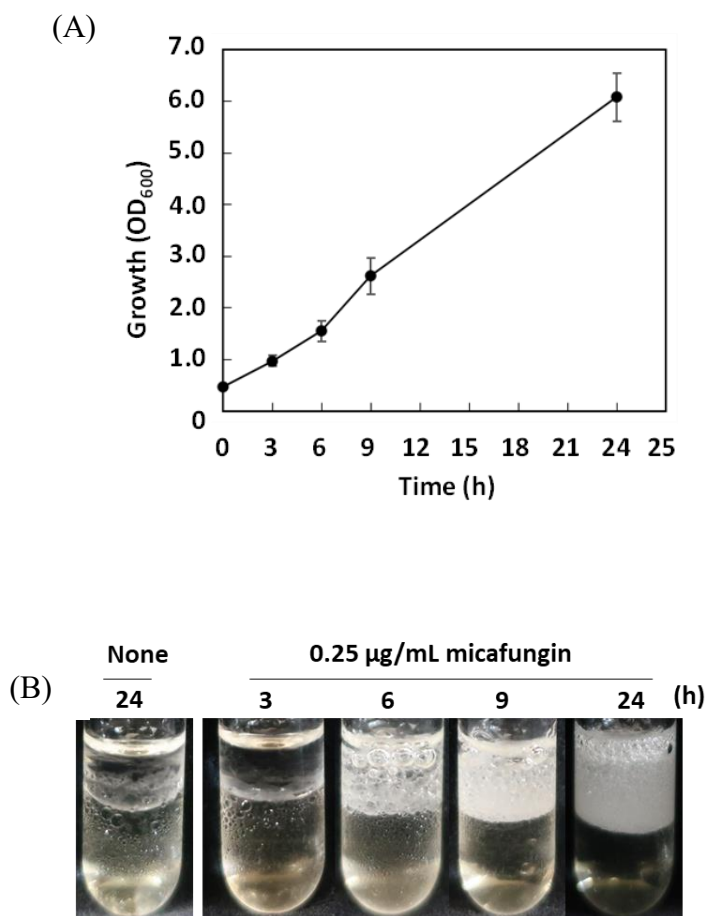 (A)
7.0
6.0
5.0
4.0
3.0
2.0
1.0
0
Growth (OD600)
0 3 6 9 12 15 18 21 24 25
Time (h)
None 0.25 µg/mL micafungin
(B)
24 3 6 9 24 (h)